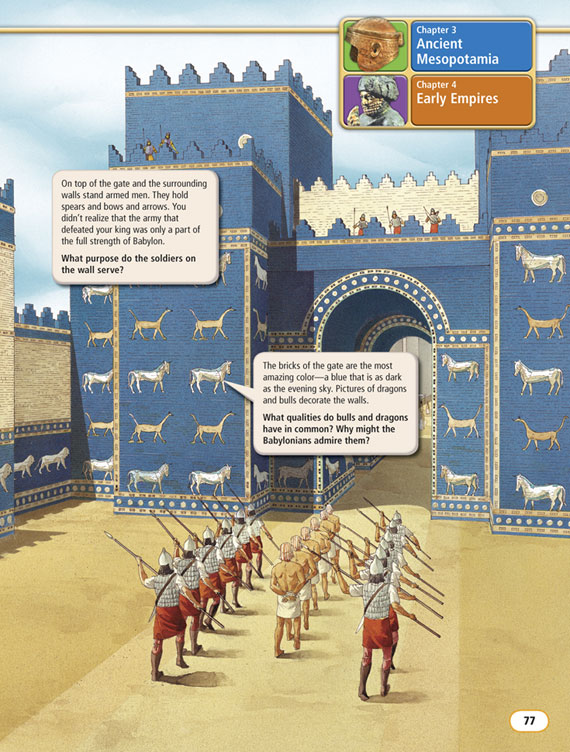 Chapter 3
Ancient
Mesopotamia
Chapter 4
Early Empires
On top of the gate and the surrounding
walls stand armed men. They hold
spears and bows and arrows. You
didn’t realize that the army that
defeated your king was only a part of
the full strength of Babylon.
What purpose do the soldiers on
the wall serve?
The bricks of the gate are the most
amazing color—a blue that is as dark
as the evening sky. Pictures of dragons
and bulls decorate the walls.
What qualities do bulls and dragons
have in common? Why might the
Babylonians admire them?
77